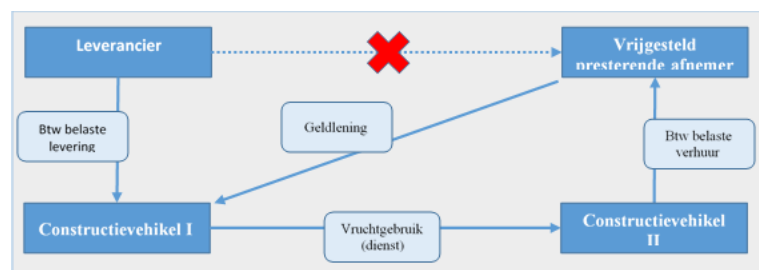 Leverancier
Vrijgesteld
presterende afnemer
Btw belaste
levering
Geldlening
Btw belaste
verhuur
Constructievehikel I
Vruchtgebruik
(dienst)
Constructievehikel
II